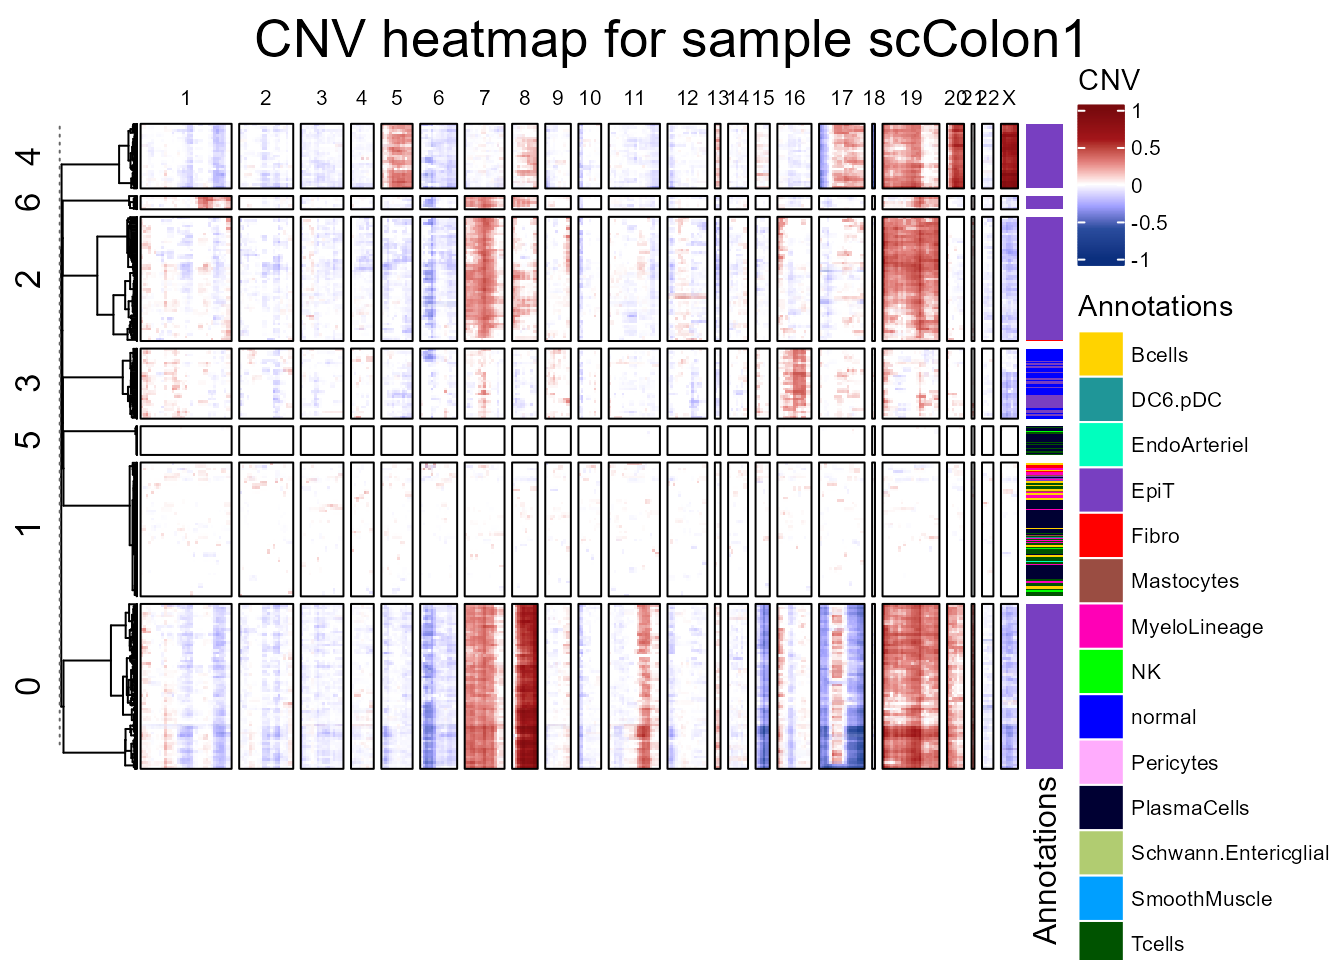 CNV heatmap for sample scColon1
1 2 3 4 5 6 7 8 9 10 11 12 13 14 15 16 17 18 19 20 21 22 X
4
6
2
3
5
1
0
Annotations
CNV
1
0.5
0
-0.5
-1
Annotations
Bcells
DC6.pDC
EndoArteriel
EpiT
Fibro
Mastocytes
MyeloLineage
NK
normal
Pericytes
PlasmaCells
Schwann.Entericglial
SmoothMuscle
Tcells